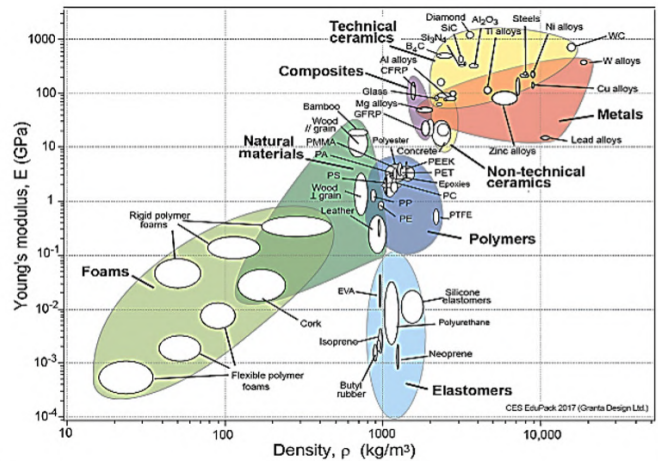 Young's modulus, E (GPa)
1000
100
10
1
10-1
10-2
10-3
10-4
10
100
1000
10,000
Density, ρ (kg/m³)
Technical
ceramics
Diamond
SiC
Si₃N₄
B₄C
Al₂O₃
Ti alloys
Steels
Ni alloys
WC
W alloys
Cu alloys
Metals
Lead alloys
Zinc alloys
Al alloys
CFRP
Composites
Glass
Mg alloys
GFRP
Bamboo
Wood
// grain
Natural
materials
PMMA
PA
PS
Wood
⊥ grain
Leather
Polyester
Concrete
PEEK
PET
Epoxies
PC
PP
PE
PTFE
Non-technical
ceramics
Polymers
Rigid polymer
foams
Foams
Cork
Flexible polymer
foams
EVA
Silicone
elastomers
Polyurethane
Isoprene
Neoprene
Butyl
rubber
Elastomers
CES EduPack 2017 (Granta Design Ltd.)